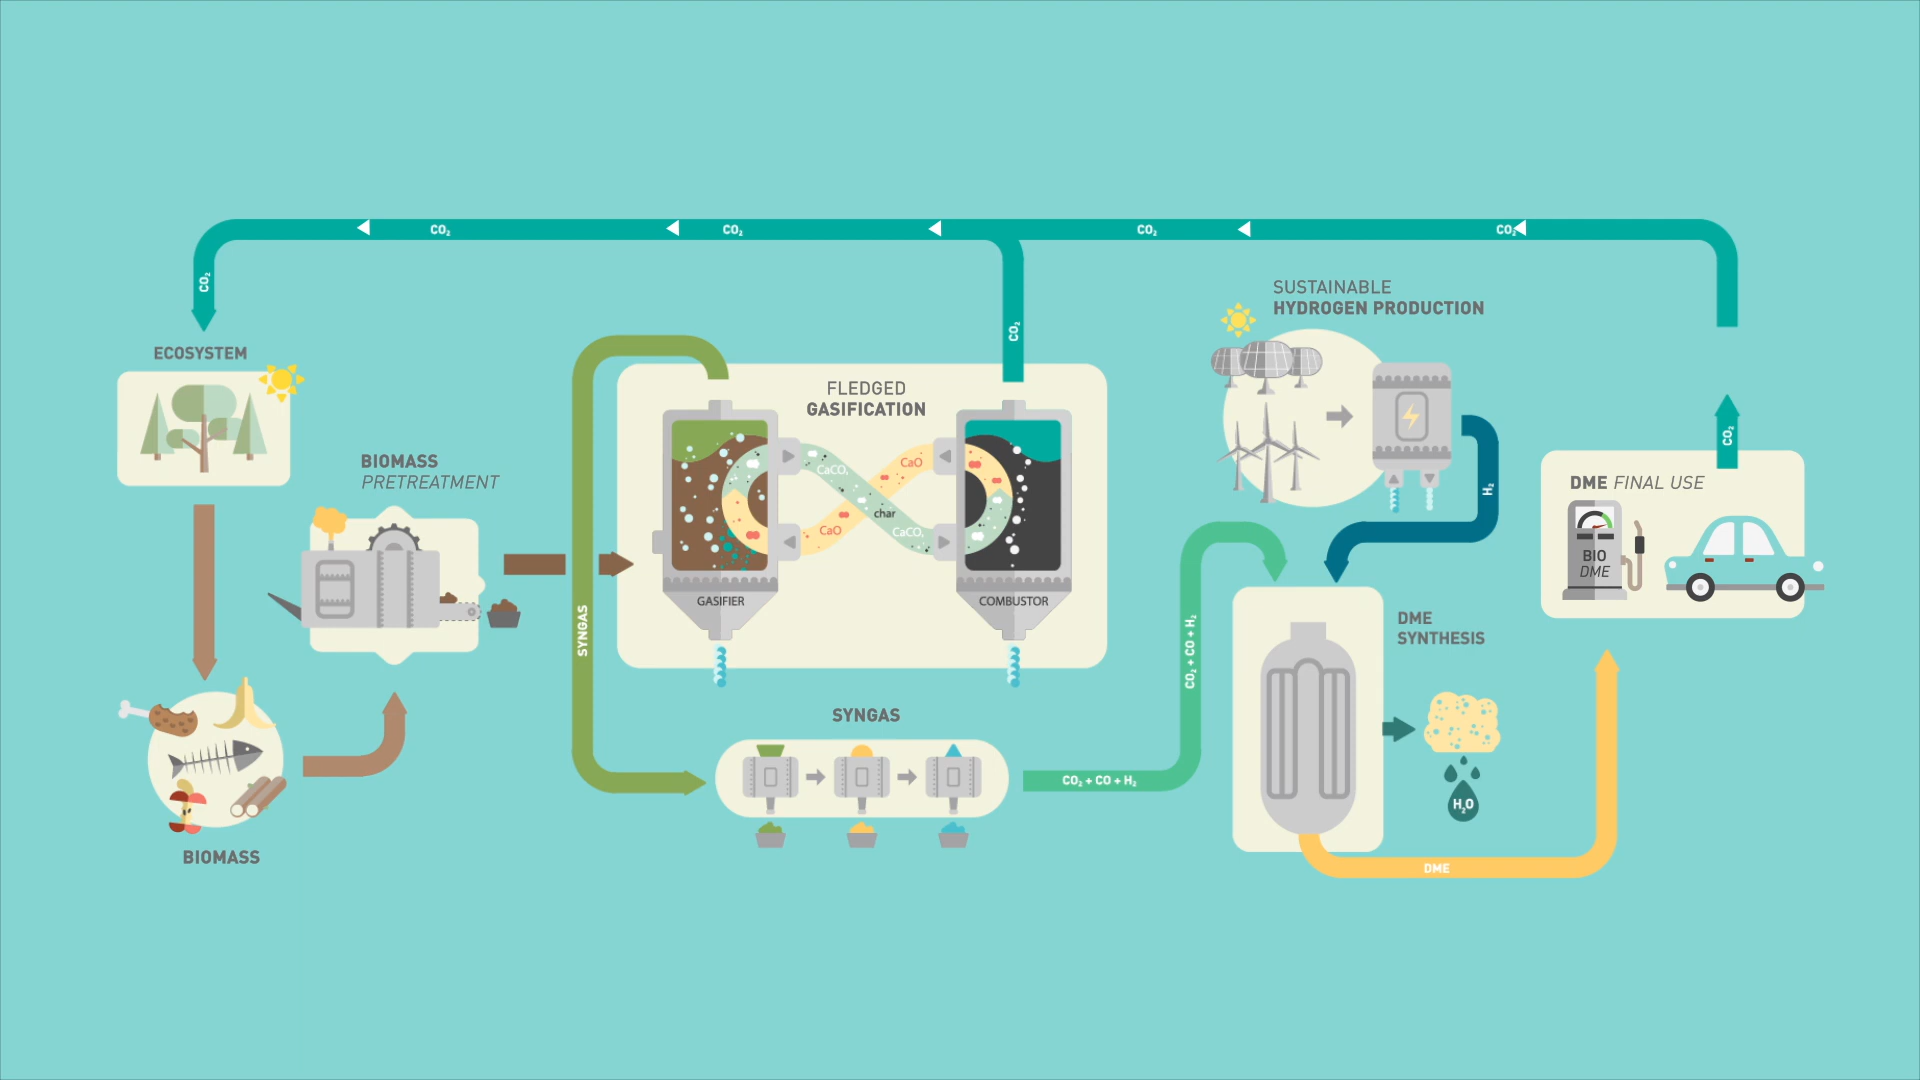 CO₂
CO₂
CO₂
CO₂
CO₂
CO₂
SUSTAINABLE
HYDROGEN PRODUCTION
ECOSYSTEM
FLEDGED
GASIFICATION
BIOMASS
PRETREATMENT
CaCO₃
CaO
char
CaO
CaCO₃
GASIFIER
COMBUSTOR
H₂
CO₂
DME FINAL USE
BIO
DME
SYNGAS
CO₂ + CO + H₂
DME
SYNTHESIS
SYNGAS
CO₂ + CO + H₂
H₂O
BIOMASS
DME